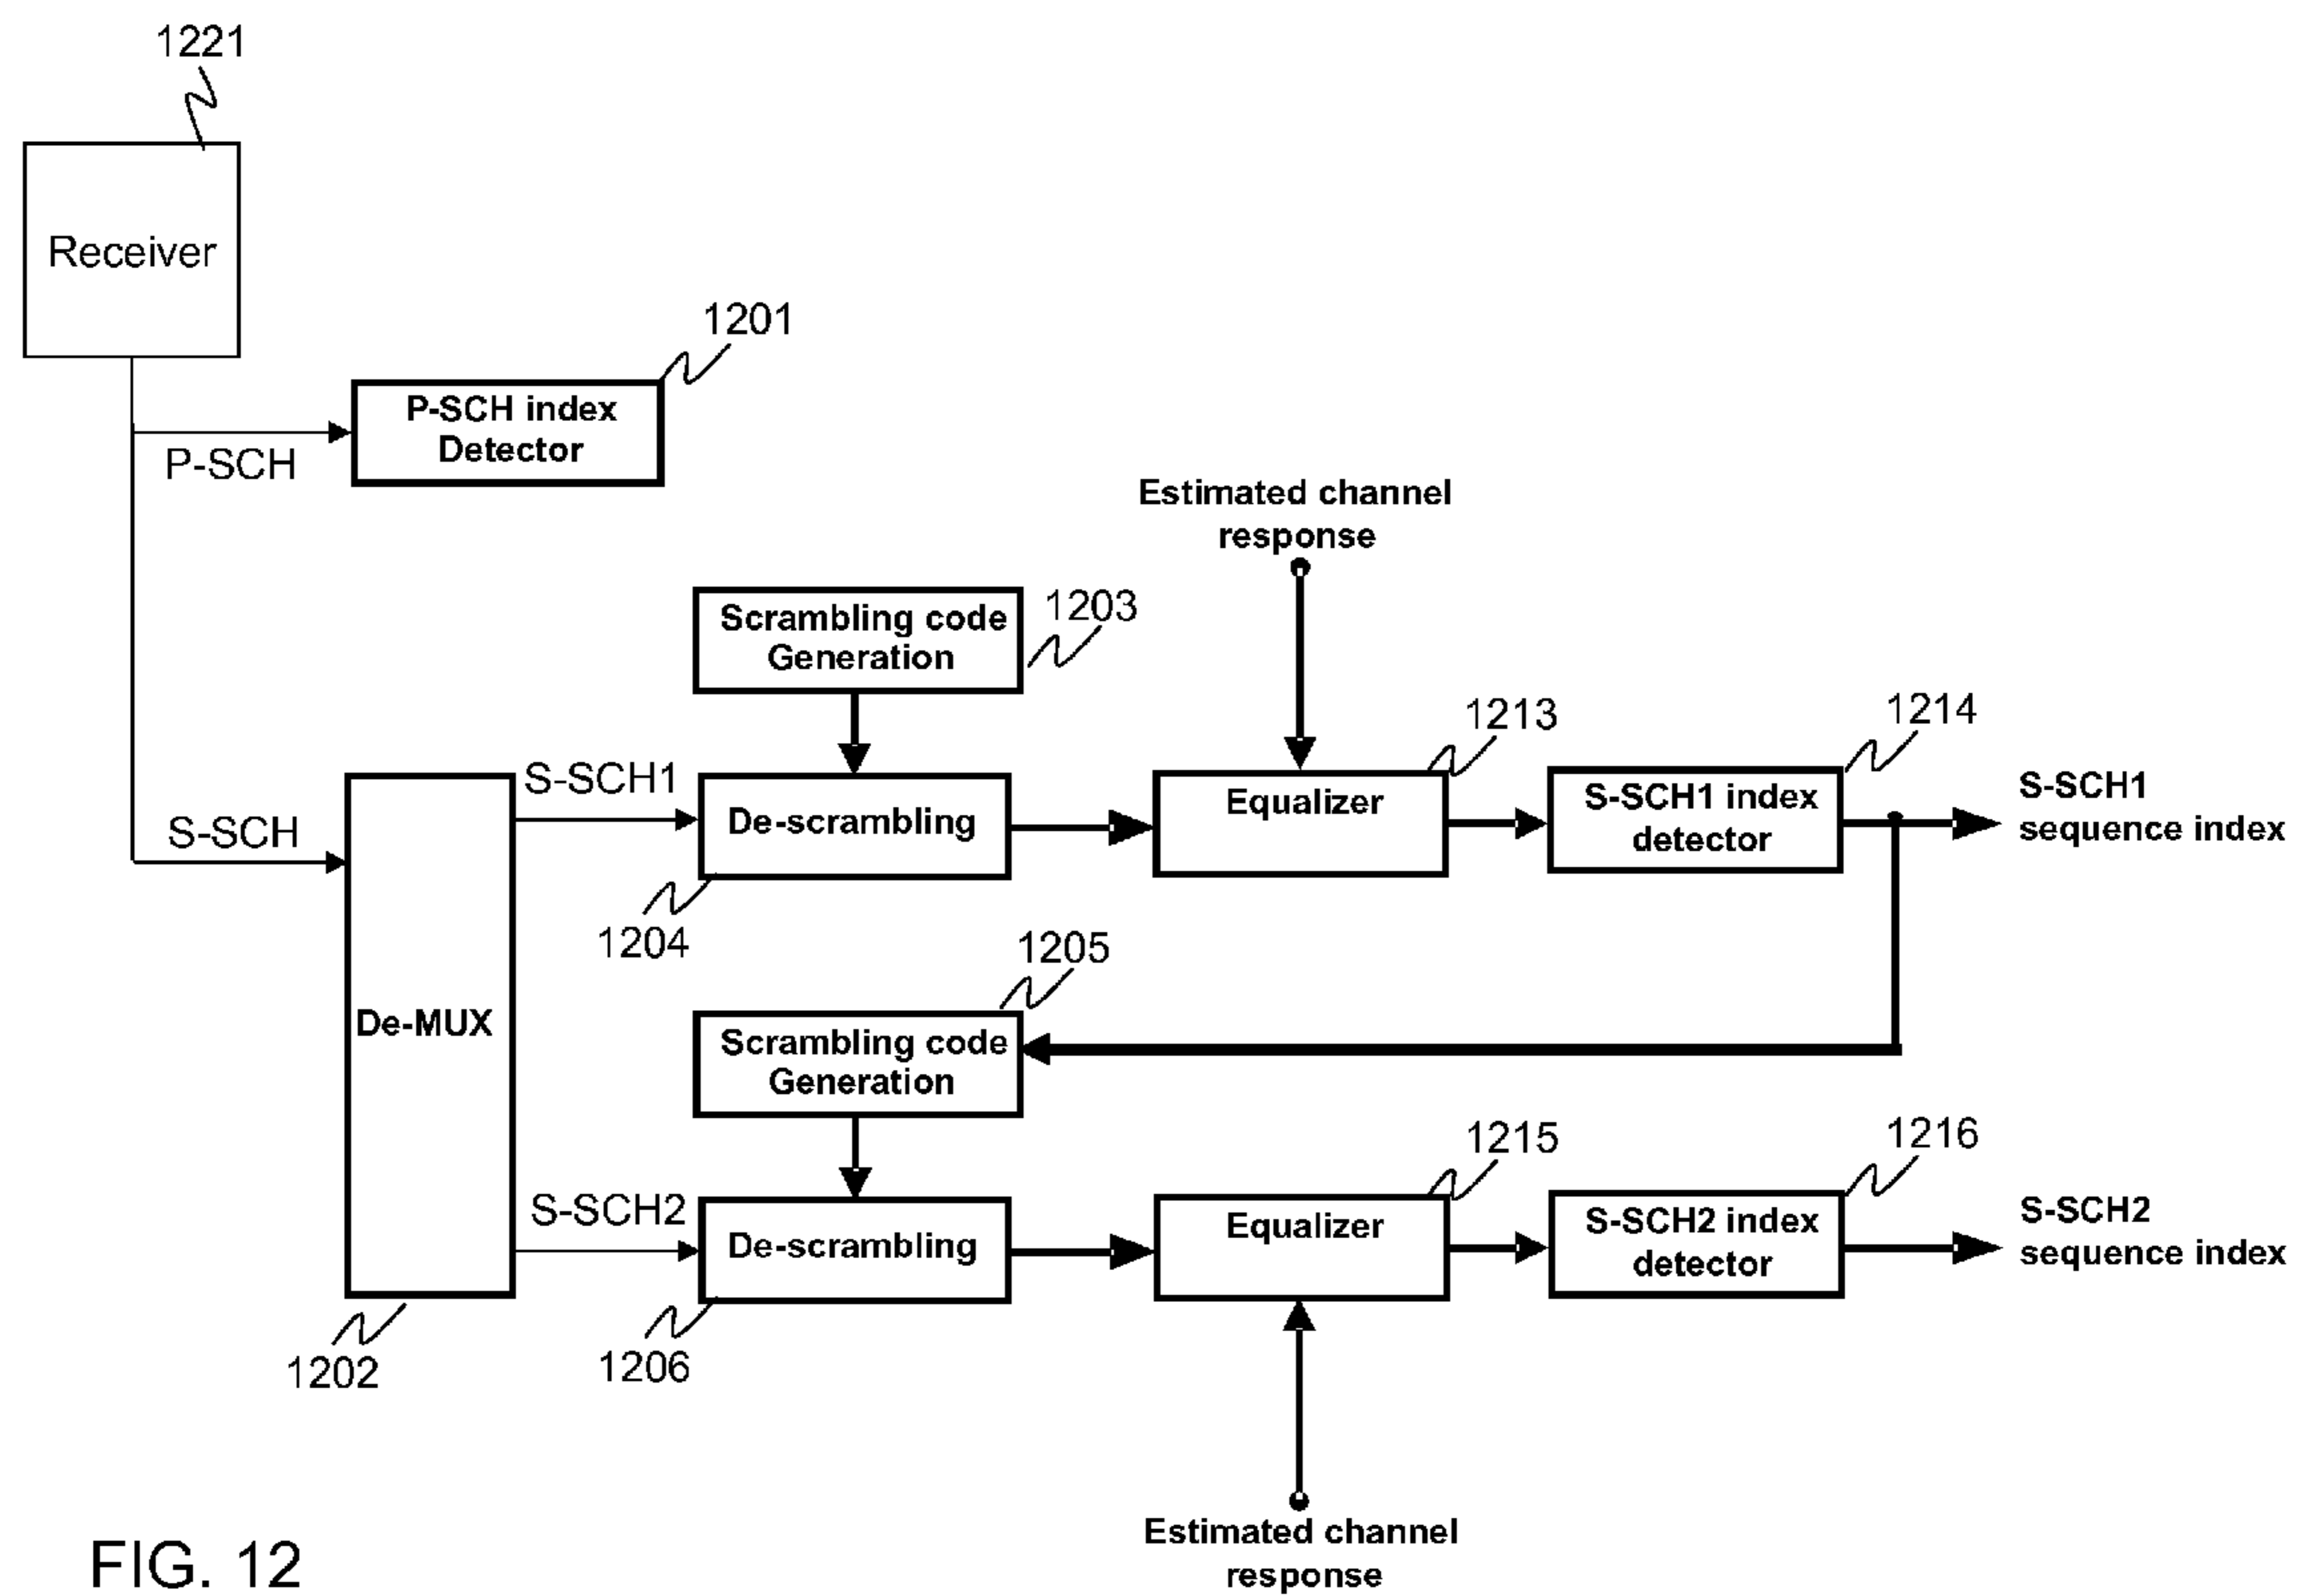 1221
Receiver
1201
P-SCH index
Detector
P-SCH
Estimated channel
response
Scrambling code
Generation
1203
1213
1214
S-SCH1
De-scrambling
Equalizer
S-SCH1 index
detector
S-SCH1
sequence index
S-SCH
1204
1205
De-MUX
Scrambling code
Generation
1215
1216
S-SCH2
De-scrambling
Equalizer
S-SCH2 index
detector
S-SCH2
sequence index
1202
1206
Estimated channel
response
FIG. 12